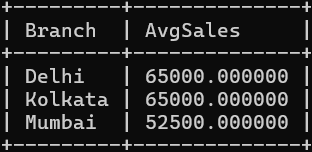 +---------+--------------+
| Branch  | AvgSales     |
+---------+--------------+
| Delhi   | 65000.000000 |
| Kolkata | 65000.000000 |
| Mumbai  | 52500.000000 |
+---------+--------------+